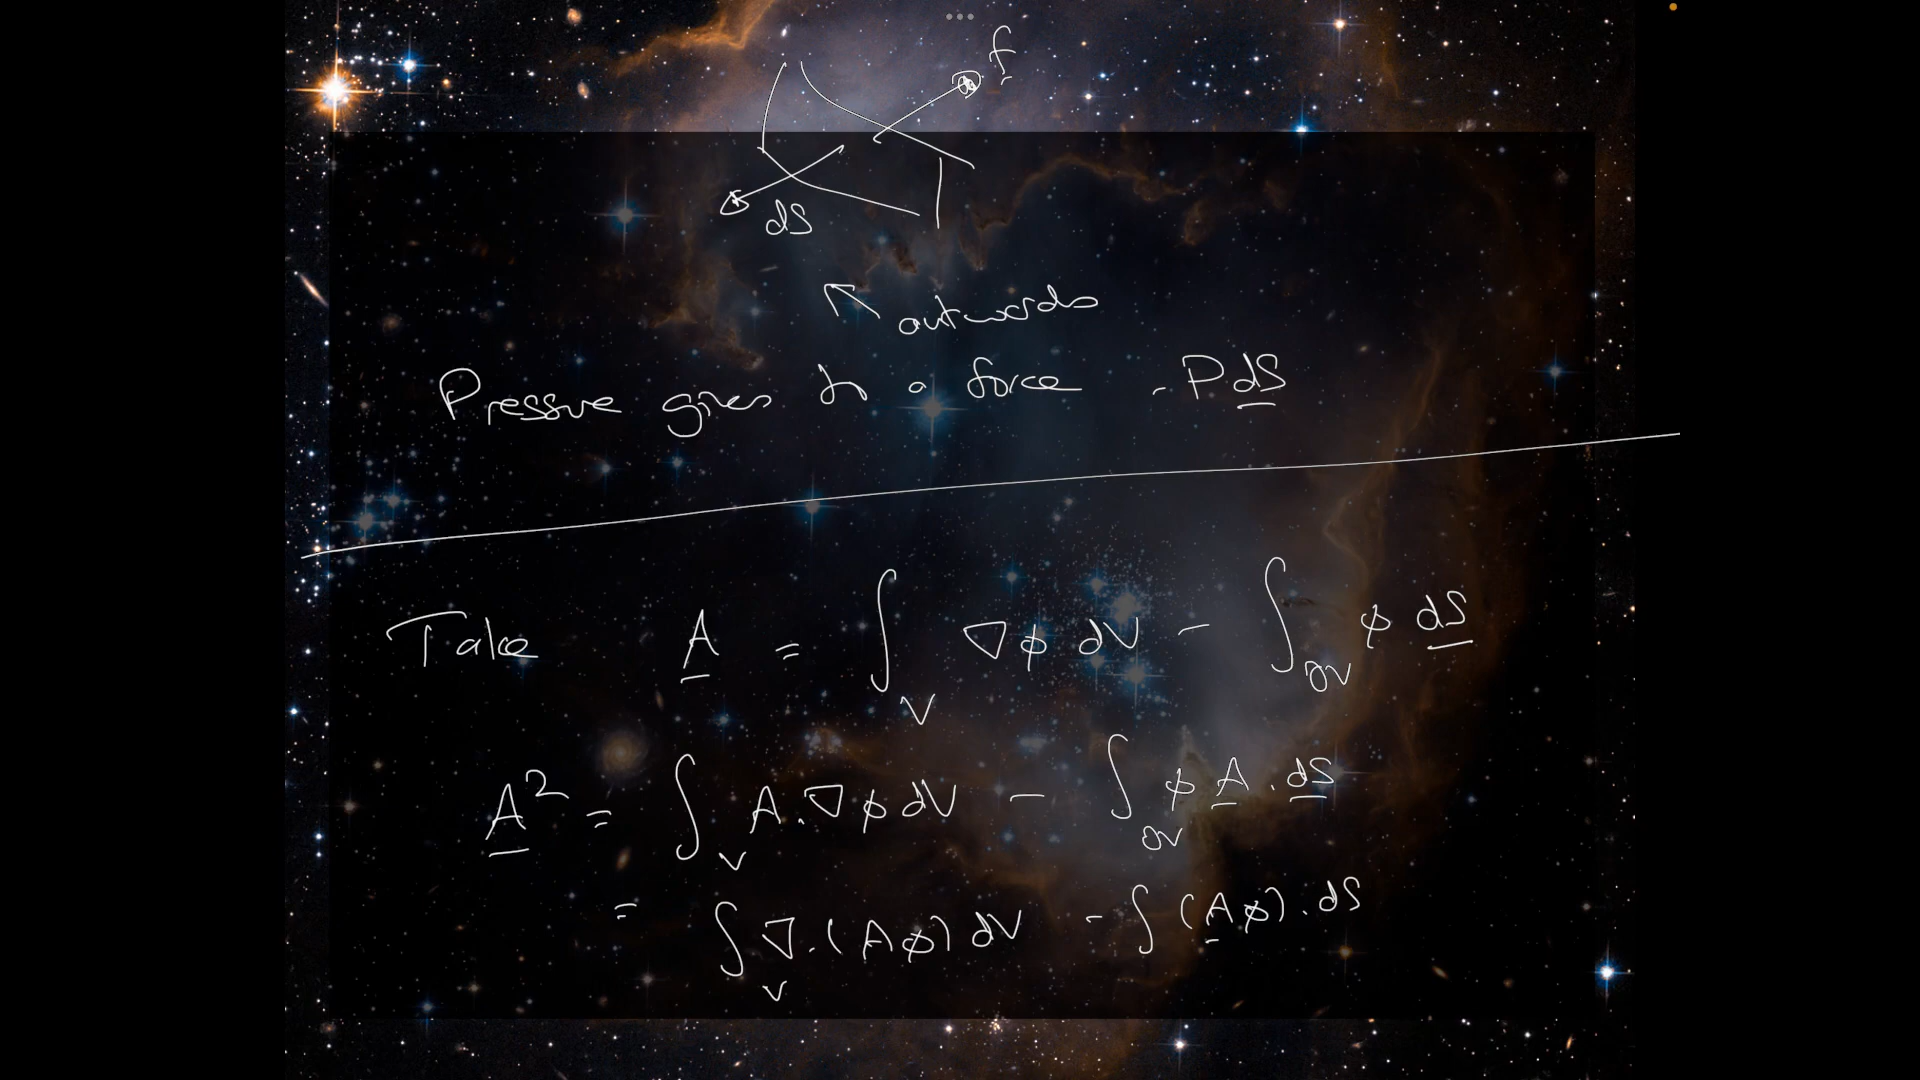 f
dS
outwards
Pressure gives to a force - P dS
Take A = ∫_V ∇φ dV - ∫_∂V φ dS
A² = ∫_V A.∇φ dV - ∫_∂V φ A . dS
= ∫_V ∇.(Aφ) dV - ∫ (Aφ). dS